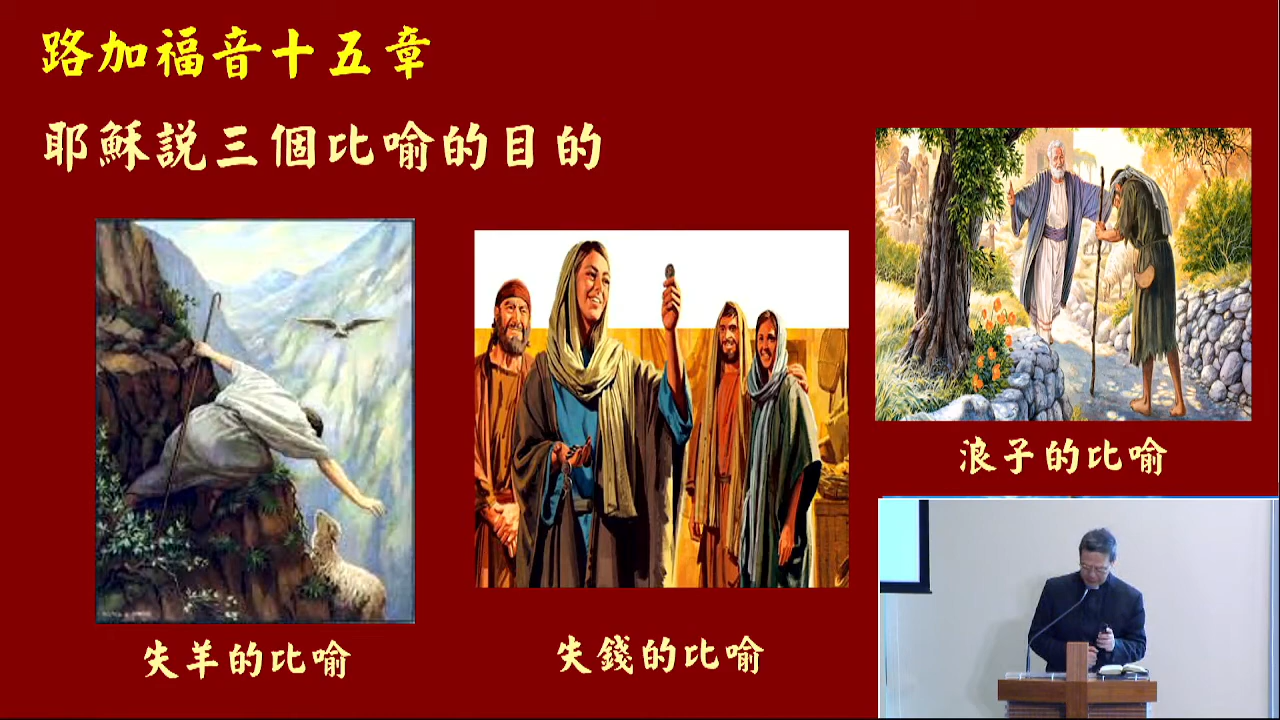 路加福音十五章
耶穌說三個比喻的目的
浪子的比喻
失羊的比喻
失錢的比喻